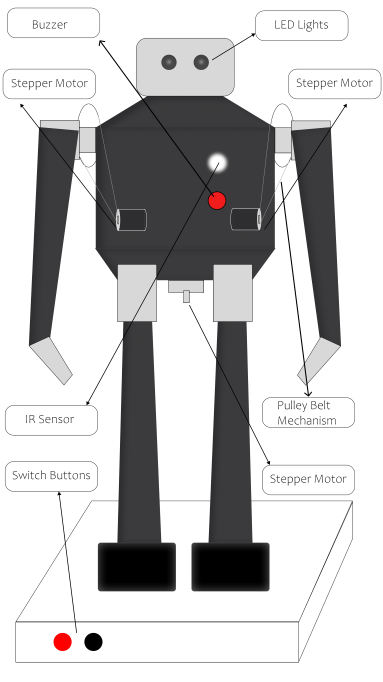 Buzzer
LED Lights
Stepper Motor
Stepper Motor
IR Sensor
Pulley Belt
Mechanism
Switch Buttons
Stepper Motor